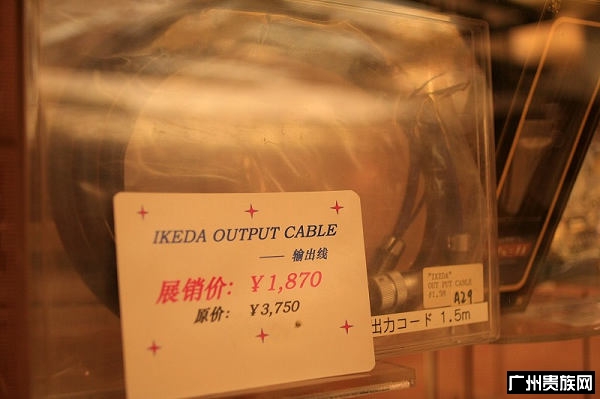 IKEDA OUTPUT CABLE
—— 输出线
展销价: ￥1,870
原价: ￥3,750
"IKEDA"
OUT PUT CABLE
#1.5M A29
出力コード 1.5m
广州贵族网